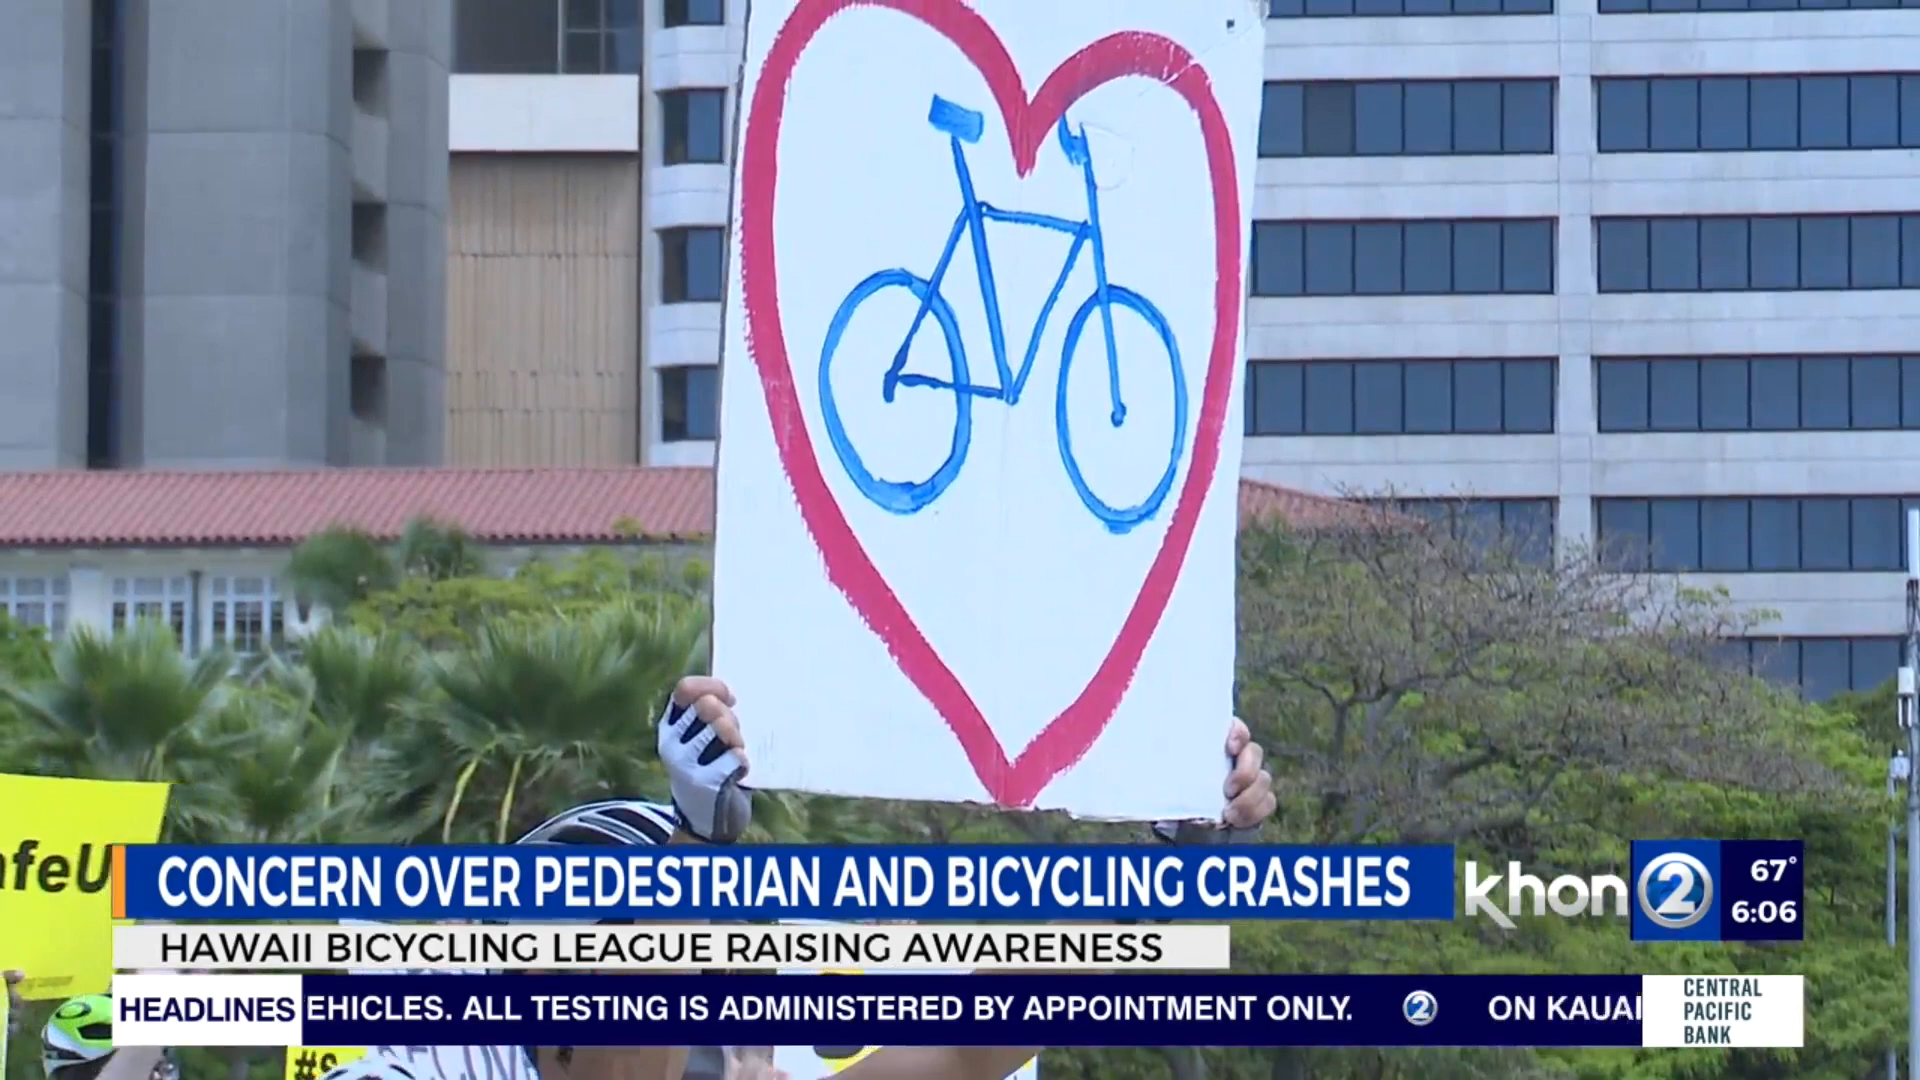 afeU
CONCERN OVER PEDESTRIAN AND BICYCLING CRASHES
khon 2
67°
6:06
HAWAII BICYCLING LEAGUE RAISING AWARENESS
HEADLINES
EHICLES. ALL TESTING IS ADMINISTERED BY APPOINTMENT ONLY. 2 ON KAUAI
CENTRAL
PACIFIC
BANK
#S